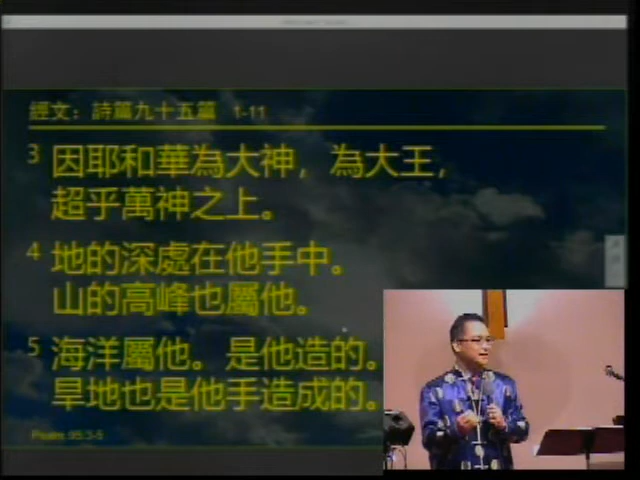 經文：詩篇九十五篇 1-11
3 因耶和華為大神，為大王，
超乎萬神之上。
4 地的深處在他手中。
山的高峰也屬他。
5 海洋屬他。是他造的。
旱地也是他手造成的。
Psalm 95:3-5